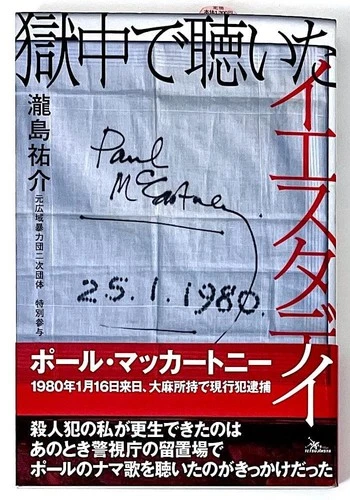 獄中で聴いた
イエスタデイ
瀧島祐介
元広域暴力団二次団体 特別参与
Paul
McCartney
25.1.1980.
ポール・マッカートニー
1980年1月16日来日、大麻所持で現行犯逮捕
殺人犯の私が更生できたのは
あのとき警視庁の留置場で
ポールのナマ歌を聴いたのがきっかけだった